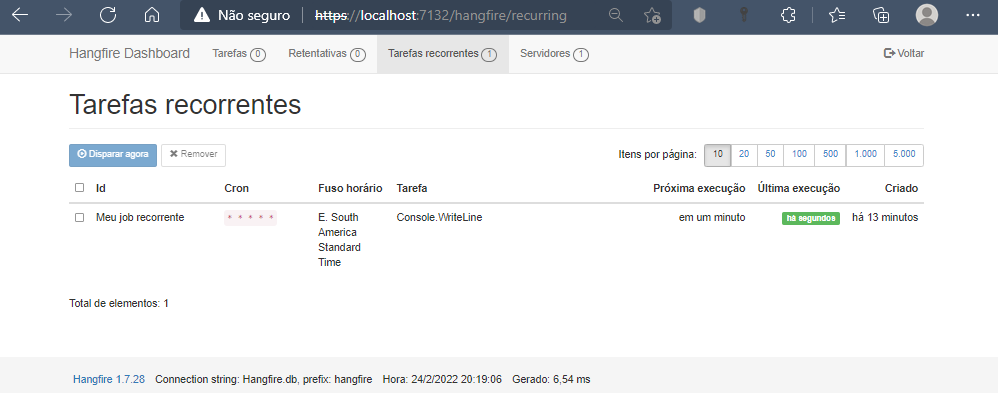 Não seguro https://localhost:7132/hangfire/recurring
Hangfire Dashboard Tarefas 0 Retentativas 0 Tarefas recorrentes 1 Servidores 1 Voltar
Tarefas recorrentes
Disparar agora Remover Itens por página: 10 20 50 100 500 1.000 5.000
Id Cron Fuso horário Tarefa Próxima execução Última execução Criado
Meu job recorrente * * * * * E. South Console.WriteLine em um minuto há segundos há 13 minutos
America
Standard
Time
Total de elementos: 1
Hangfire 1.7.28 Connection string: Hangfire.db, prefix: hangfire Hora: 24/2/2022 20:19:06 Gerado: 6,54 ms